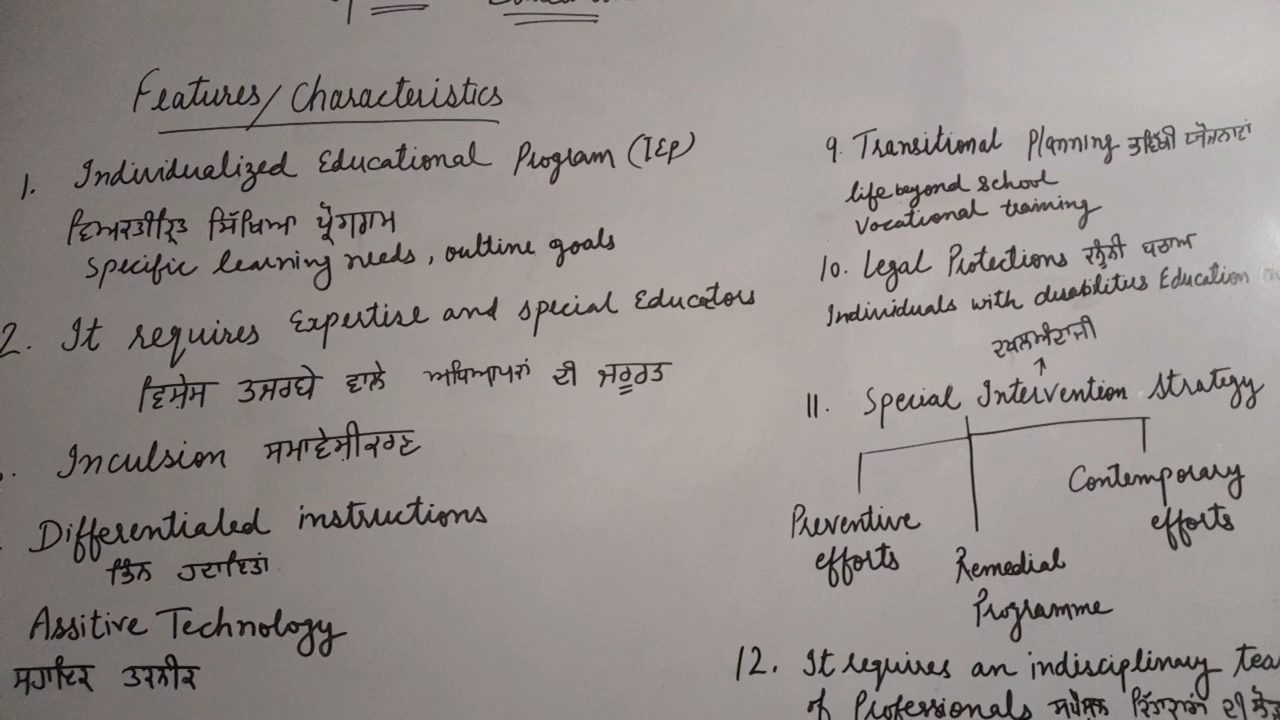 Features/Characteristics
1. Individualized Educational Program (IEP)
ਵਿਅਕਤੀਕ੍ਰਿਤ ਸਿੱਖਿਆ ਪ੍ਰੋਗਰਾਮ
specific learning needs, outline goals
2. It requires Expertise and special Educators
ਵਿਸ਼ੇਸ ਤਜਰਬੇ ਵਾਲੇ ਅਧਿਆਪਕਾਂ ਦੀ ਜਰੂਰਤ
Inculsion ਸਮਾਵੇਸ਼ੀਕਰਣ
Differentialed instructions
ਭਿੰਨ ਹਦਾਇਤਾਂ
Assitive Technology
ਸਹਾਇਕ ਤਕਨੀਕ
9. Transitional Planning
life beyond school
Vocational training
10. Legal Protections
Individuals with disabilities Education
ਦਖਲਅੰਦਾਜੀ
11. Special Intervention Strategy
Preventive efforts
Remedial Programme
Contemporary efforts
12. It requires an indisciplinary
of Professionals